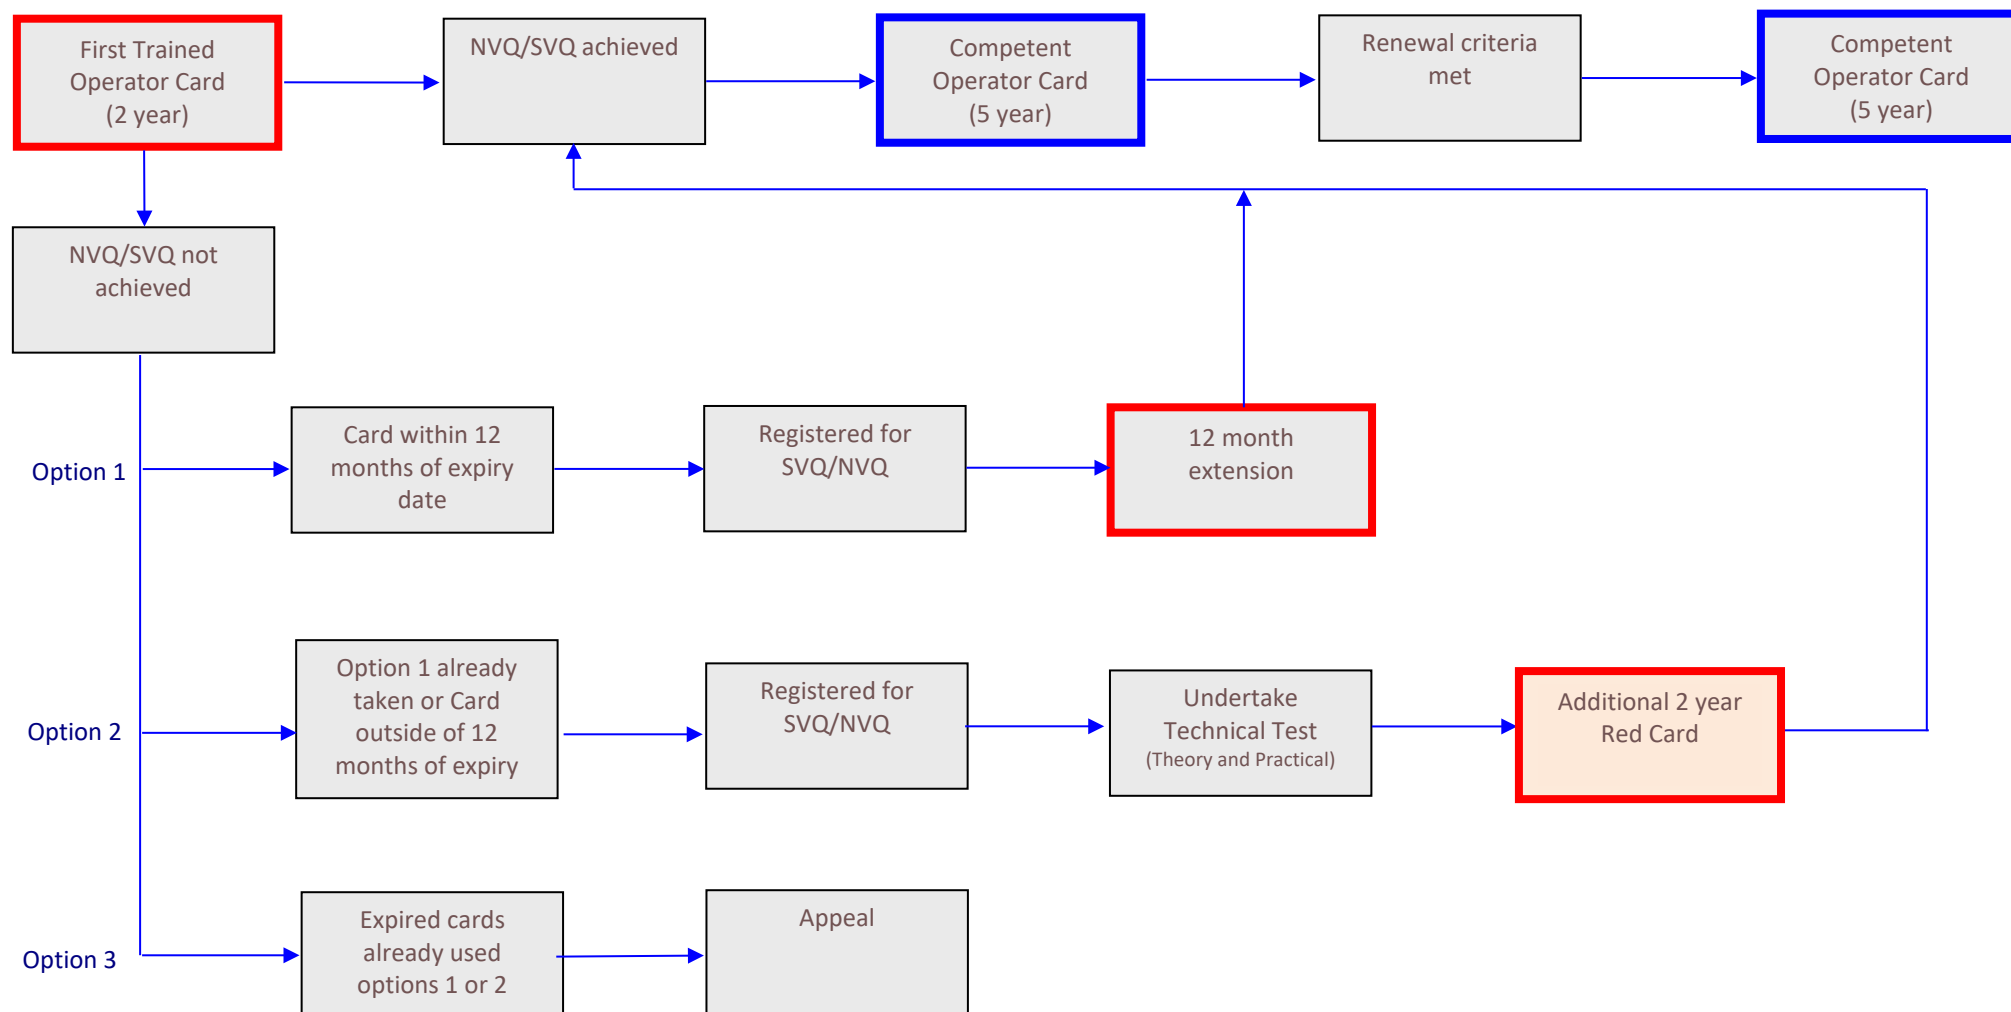 First Trained
Operator Card
(2 year)
NVQ/SVQ achieved
Competent
Operator Card
(5 year)
Renewal criteria
met
Competent
Operator Card
(5 year)
NVQ/SVQ not
achieved
Option 1
Card within 12
months of expiry
date
Registered for
SVQ/NVQ
12 month
extension
Option 2
Option 1 already
taken or Card
outside of 12
months of expiry
Registered for
SVQ/NVQ
Undertake
Technical Test
(Theory and Practical)
Additional 2 year
Red Card
Option 3
Expired cards
already used
options 1 or 2
Appeal